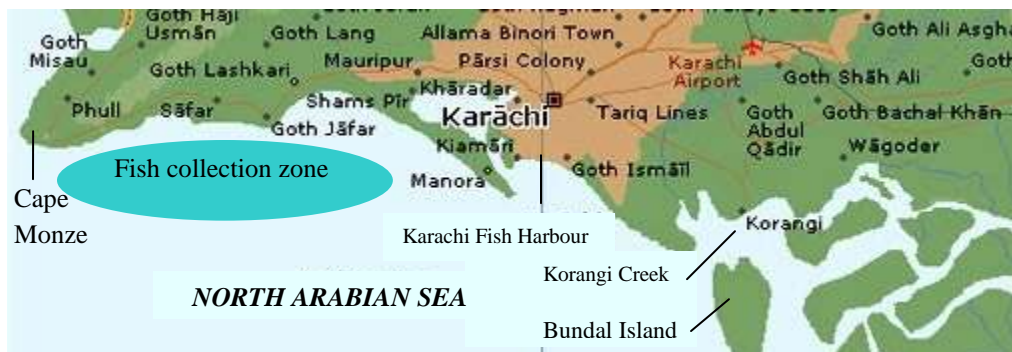 Goth Hāji
Usmān
Goth
Misau
Goth Lang
Allama Binori Town
Goth Ali Asgha
Mauripur
Pārsi Colony
Karachi
Airport
Goth Lashkari
Goth Shāh Ali
Goth
Phull
Sāfar
Shams Pīr
Khāradar
Karāchi
Tariq Lines
Goth
Abdul
Qādir
Goth Bachal Khān
Goth Jāfar
Kiamāri
Wāgoder
Fish collection zone
Manora
Goth Ismāīl
Cape
Monze
Karachi Fish Harbour
Korangi
Korangi Creek
NORTH ARABIAN SEA
Bundal Island